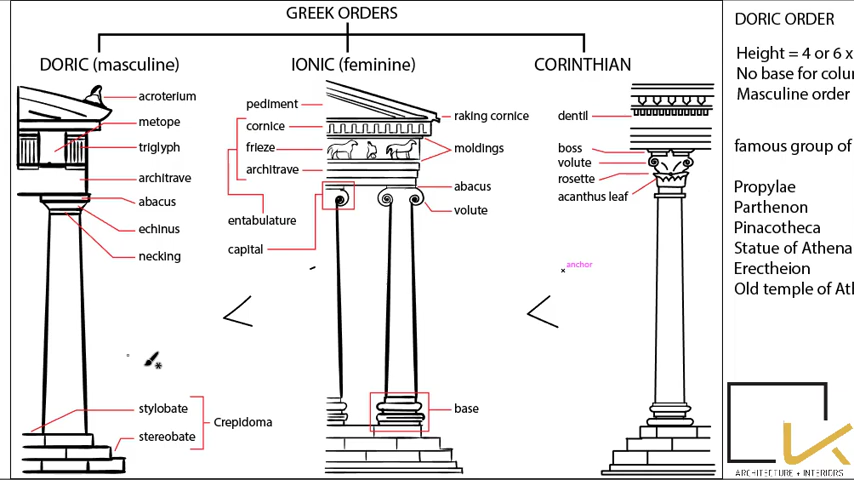 GREEK ORDERS
DORIC (masculine)
acroterium
metope
triglyph
architrave
abacus
echinus
necking
stylobate
stereobate
Crepidoma
IONIC (feminine)
pediment
cornice
frieze
architrave
entabulature
capital
raking cornice
moldings
abacus
volute
base
CORINTHIAN
dentil
boss
volute
rosette
acanthus leaf
anchor
DORIC ORDER
Height = 4 or 6 x
No base for colu
Masculine order
famous group of
Propylae
Parthenon
Pinacotheca
Statue of Athena
Erectheion
Old temple of At
ARCHITECTURE + INTERIORS